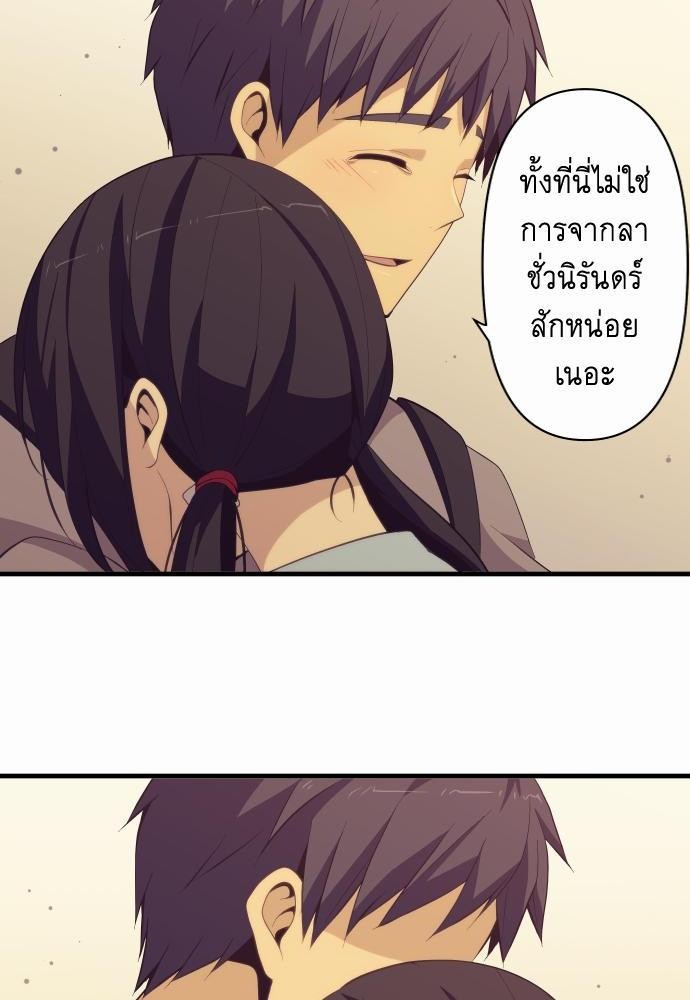 ทั้งที่นี่ไม่ใช่
การจากลา
ชั่วนิรันดร์
สักหน่อย
เนอะ